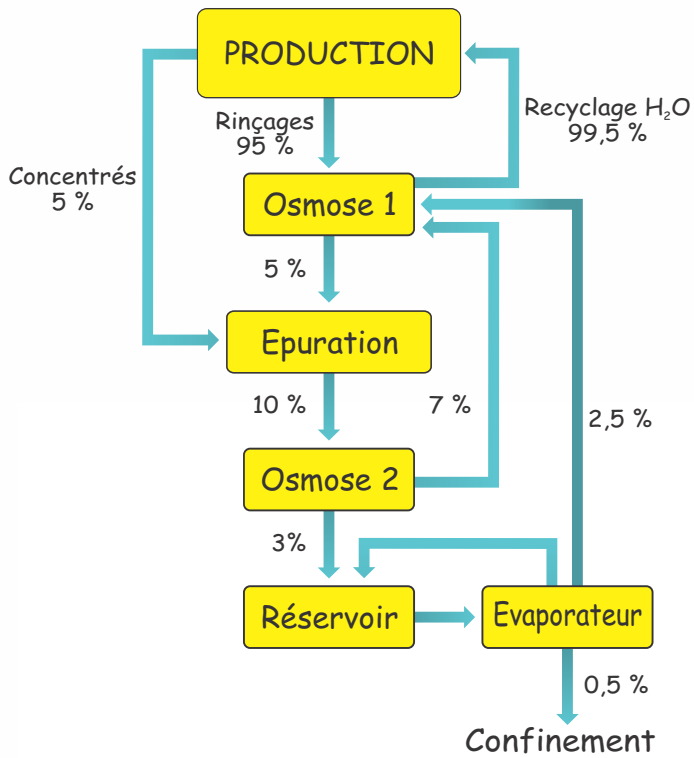 PRODUCTION
Rinçages
95 %
Recyclage H₂O
99,5 %
Concentrés
5 %
Osmose 1
5 %
Epuration
10 %
7 %
2,5 %
Osmose 2
3%
Réservoir
Evaporateur
0,5 %
Confinement